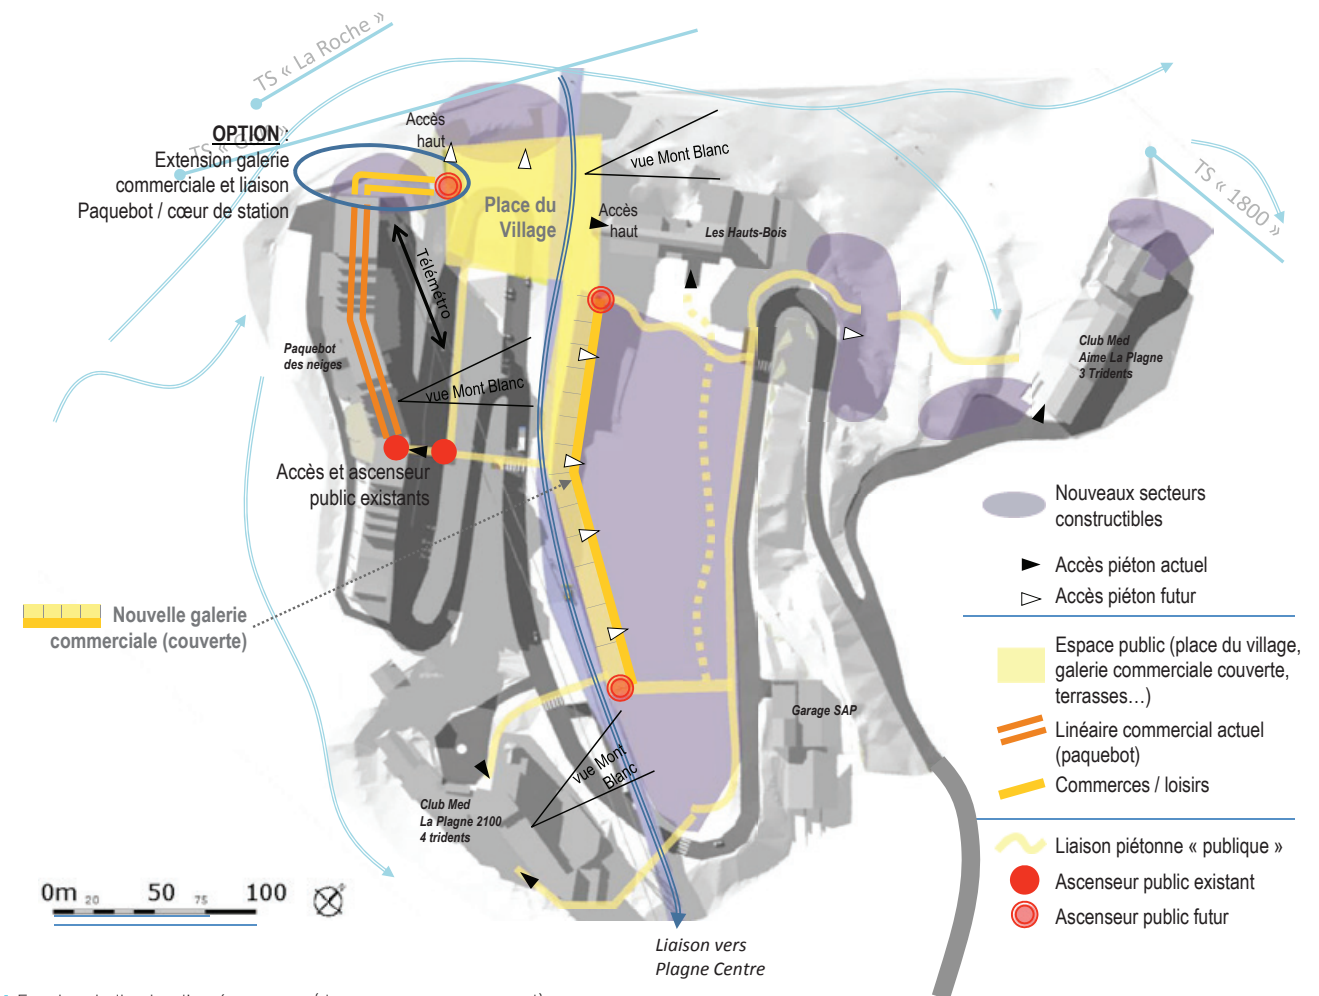 TS « La Roche »
OPTION :
Extension galerie
commerciale et liaison
Paquebot / cœur de station
Accès
haut
vue Mont Blanc
Place du
Village
Accès
haut
Les Hauts-Bois
TS « 1800 »
Télémétro
Paquebot
des neiges
vue Mont Blanc
Club Med
Aime La Plagne
3 Tridents
Accès et ascenseur
public existants
Nouvelle galerie
commerciale (couverte)
Garage SAP
vue Mont
Blanc
Club Med
La Plagne 2100
4 tridents
Liaison vers
Plagne Centre
0m 20 50 75 100
Nouveaux secteurs
constructibles
Accès piéton actuel
Accès piéton futur
Espace public (place du village,
galerie commerciale couverte,
terrasses…)
Linéaire commercial actuel
(paquebot)
Commerces / loisirs
Liaison piétonne « publique »
Ascenseur public existant
Ascenseur public futur